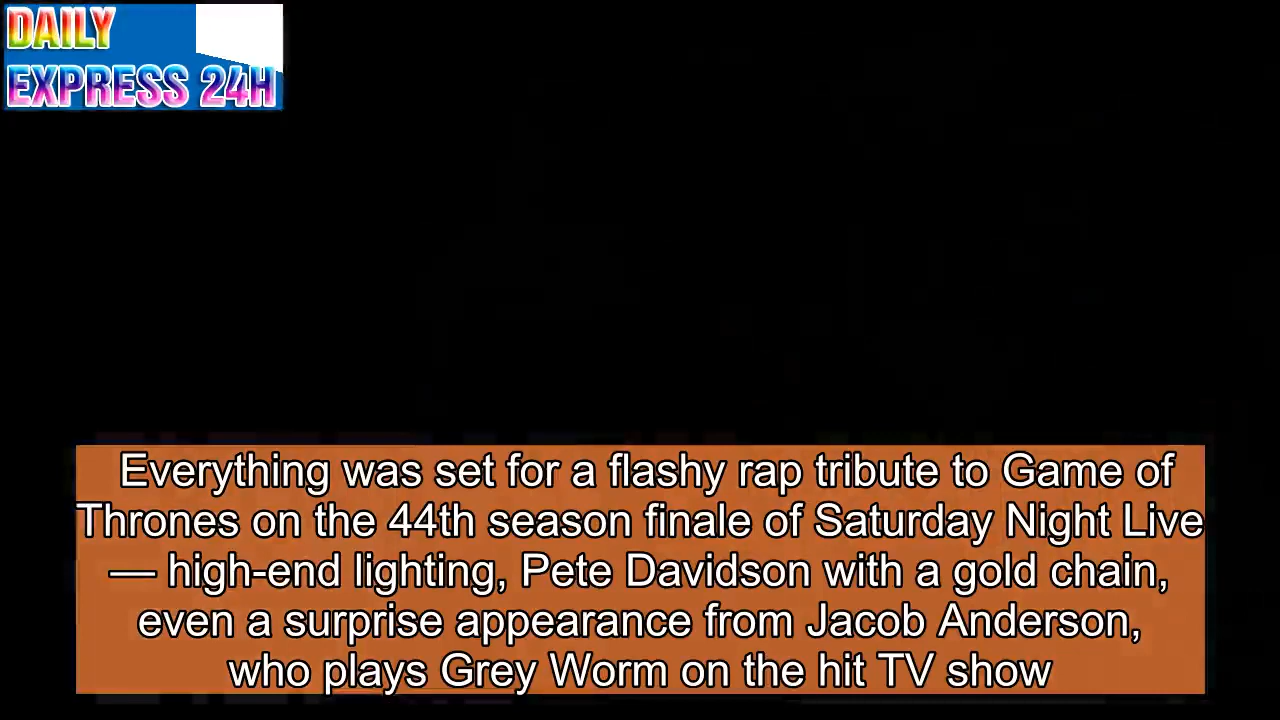 DAILY
EXPRESS 24H
Everything was set for a flashy rap tribute to Game of
Thrones on the 44th season finale of Saturday Night Live
— high-end lighting, Pete Davidson with a gold chain,
even a surprise appearance from Jacob Anderson,
who plays Grey Worm on the hit TV show